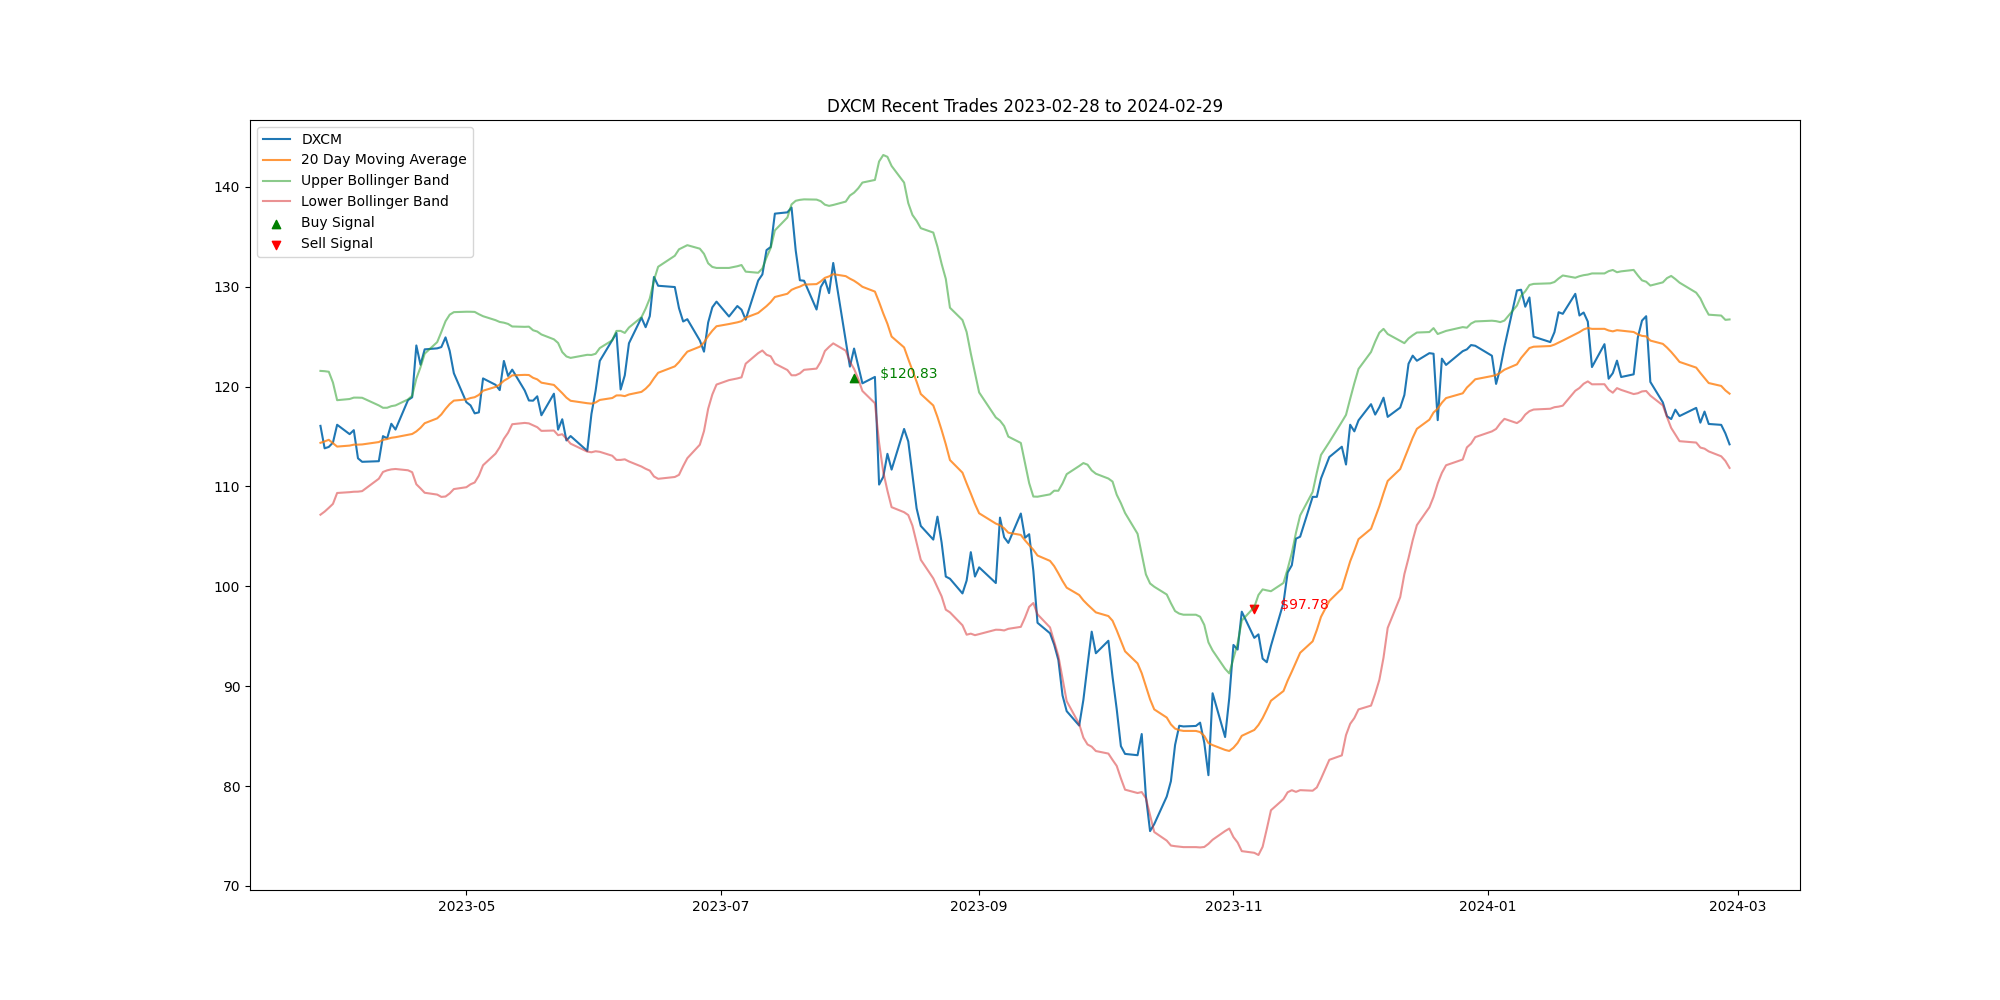 DXCM Recent Trades 2023-02-28 to 2024-02-29
DXCM
20 Day Moving Average
Upper Bollinger Band
Lower Bollinger Band
Buy Signal
Sell Signal
140
130
120
110
100
90
80
70
$120.83
$97.78
2023-05
2023-07
2023-09
2023-11
2024-01
2024-03